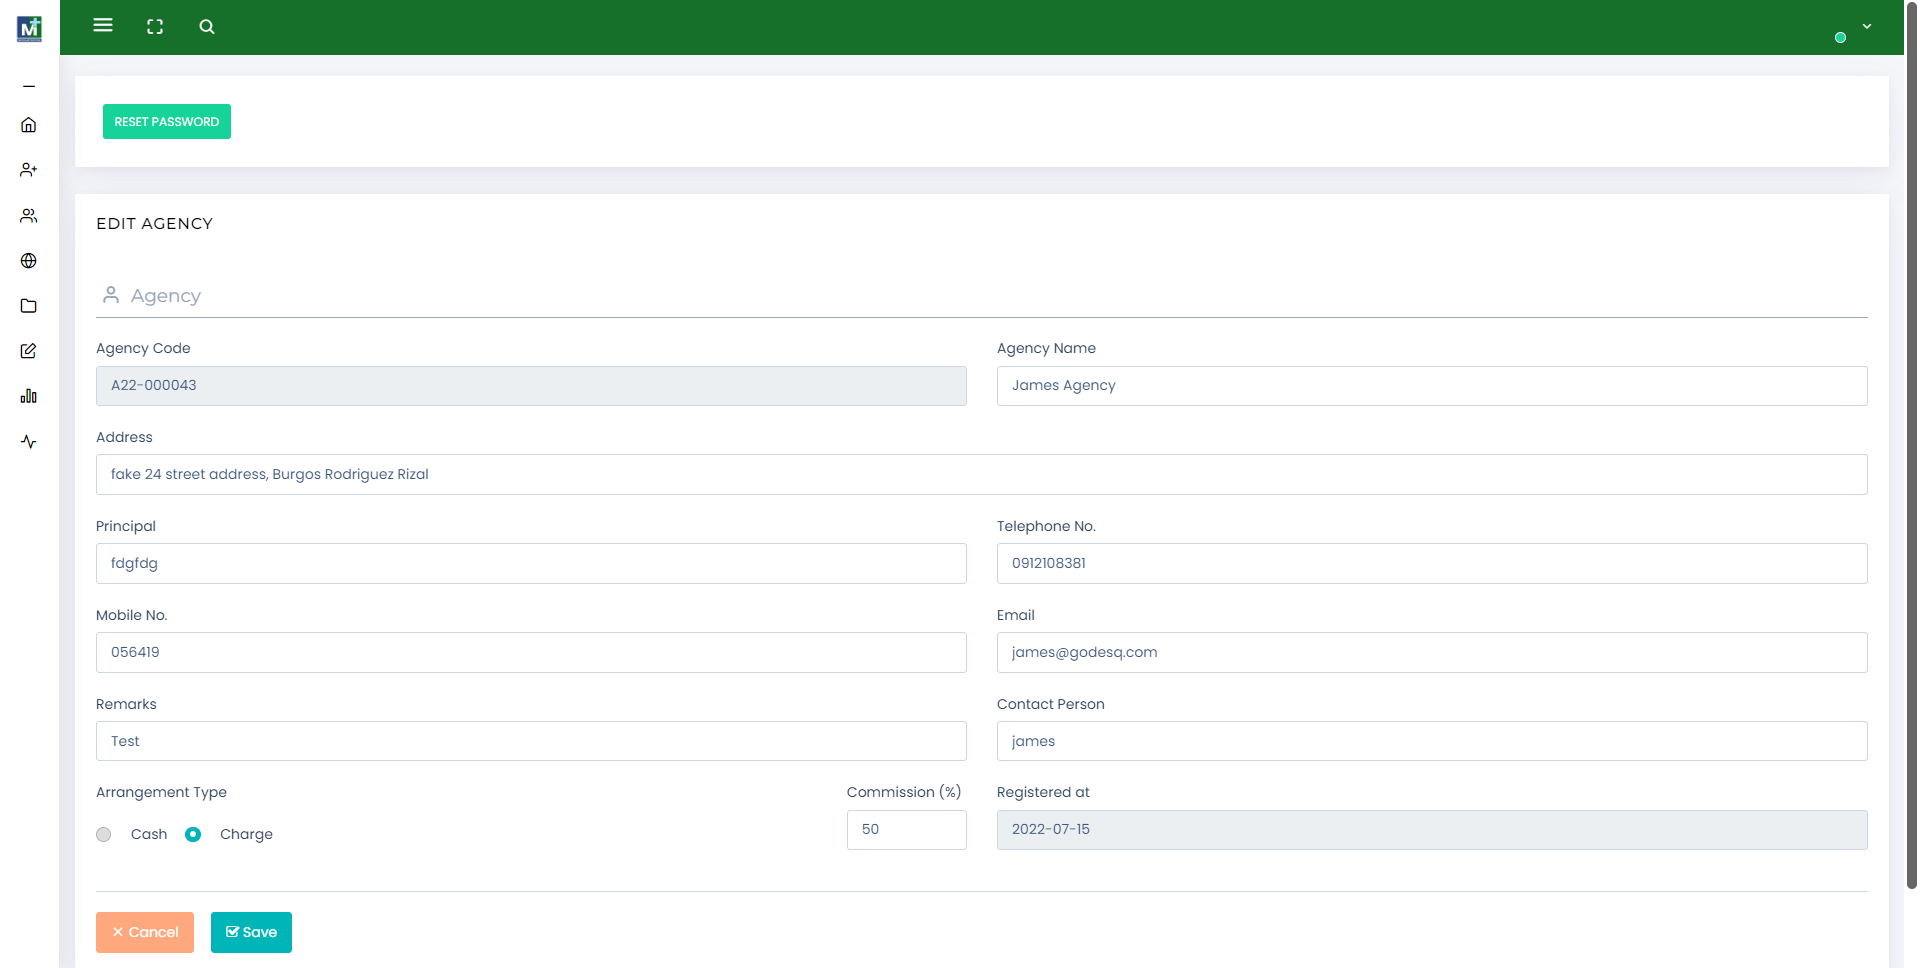 M
RESET PASSWORD
EDIT AGENCY
Agency
Agency Code
Agency Name
A22-000043
James Agency
Address
fake 24 street address, Burgos Rodriguez Rizal
Principal
Telephone No.
fdgfdg
0912108381
Mobile No.
Email
056419
james@godesq.com
Remarks
Contact Person
Test
james
Arrangement Type
Commission (%)
Registered at
Cash
Charge
50
2022-07-15
Cancel
Save